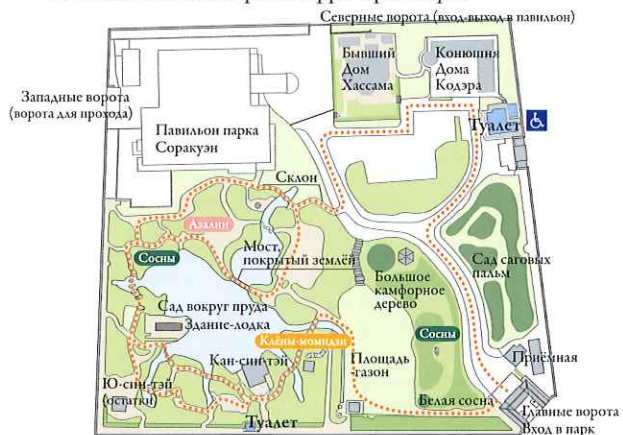 Северные ворота (вход-выход в павильон)
Бывший
Дом
Хассама
Конюшня
Дома
Кодэра
Западные ворота
(ворота для прохода)
Павильон парка
Соракуэн
Туалет
Склон
Азалии
Мост,
покрытый землёй
Сосны
Большое
камфорное
дерево
Сад саговых
пальм
Сад вокруг пруда
Здание-лодка
Клёны-момидзи
Сосны
Кан-син-тэй
Площадь
-газон
Приёмная
Ю-син-тэй
(остатки)
Белая сосна
Туалет
Главные ворота
Вход в парк